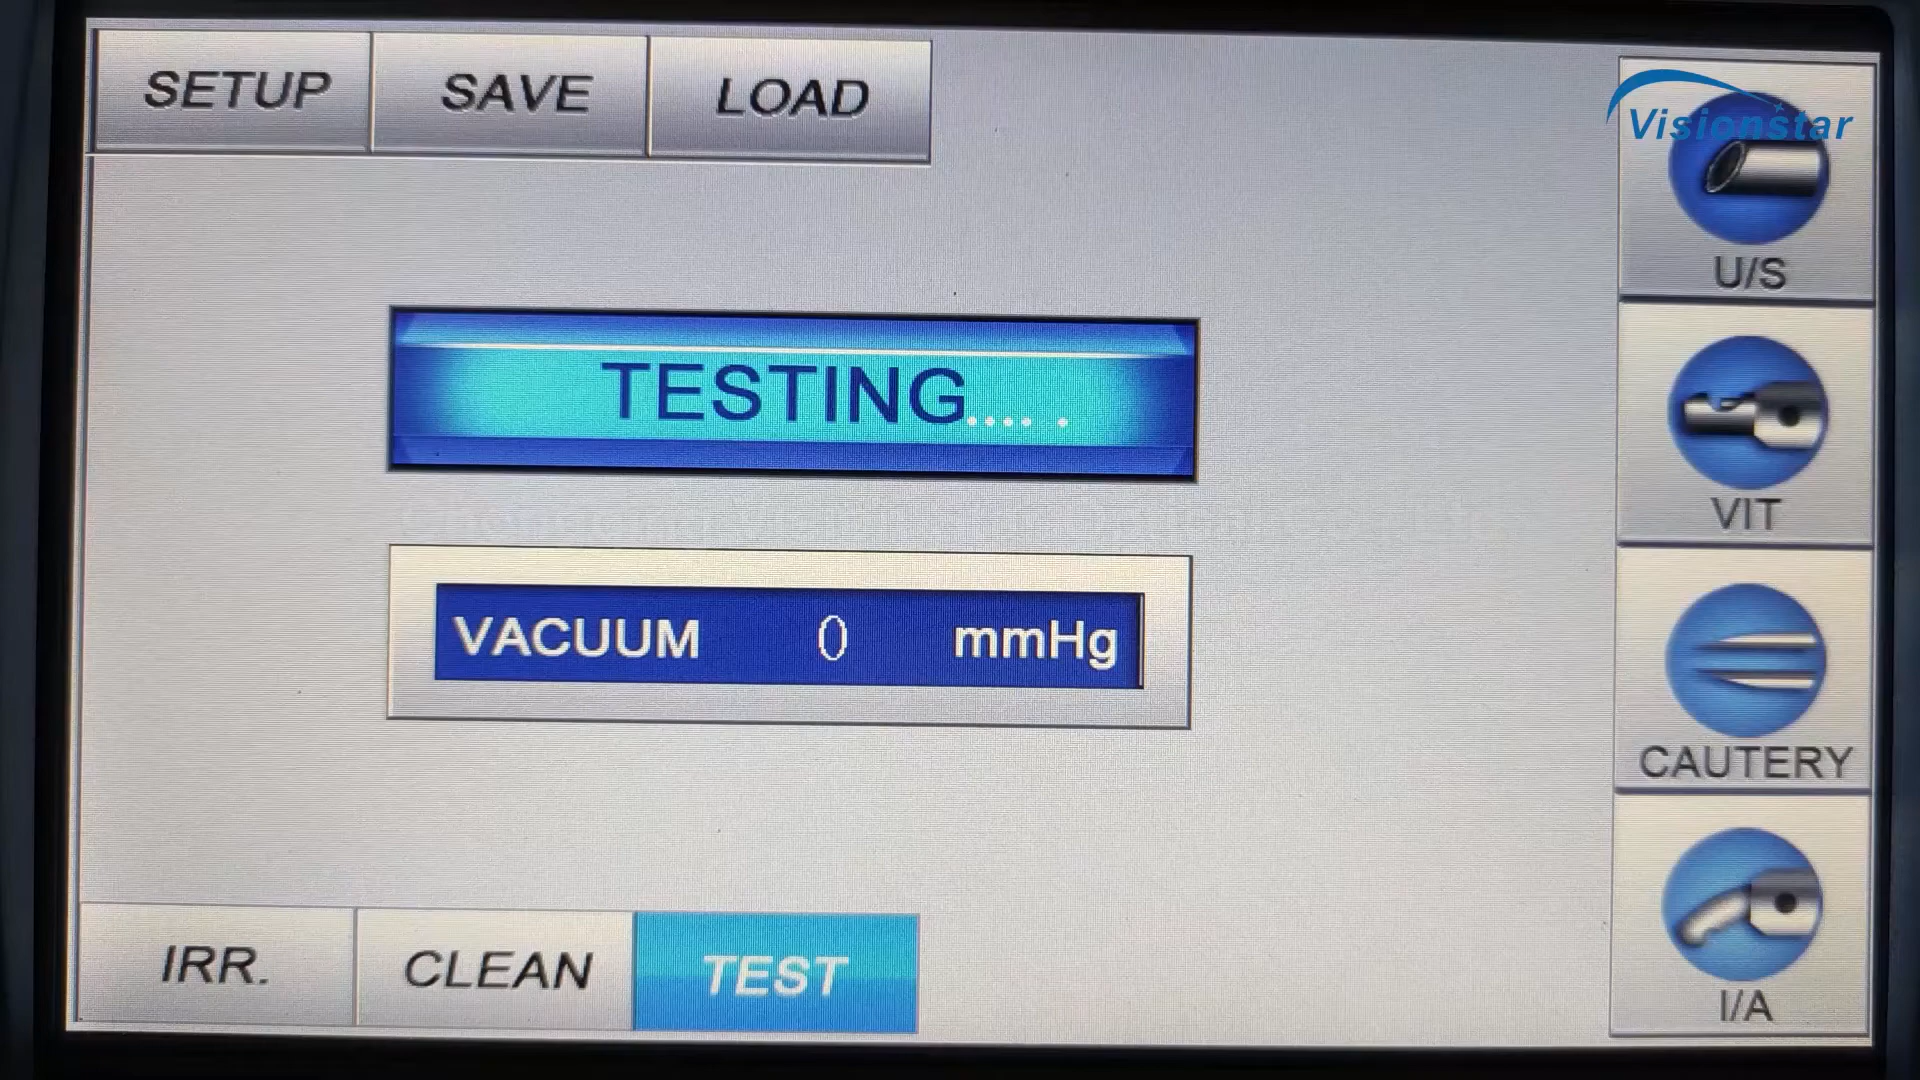 SETUP SAVE LOAD
Visionstar
U/S
TESTING.... .
VIT
VACUUM 0 mmHg
CAUTERY
IRR. CLEAN TEST
I/A